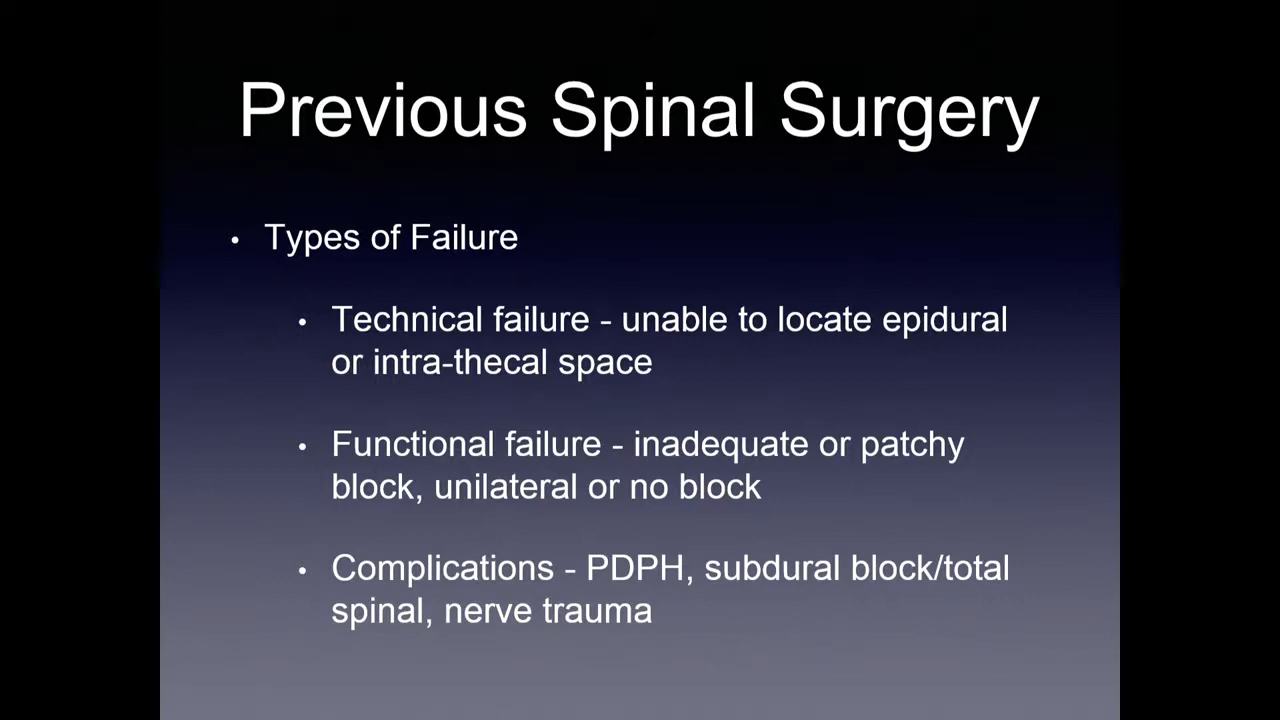 Previous Spinal Surgery
• Types of Failure
• Technical failure - unable to locate epidural
or intra-thecal space
• Functional failure - inadequate or patchy
block, unilateral or no block
• Complications - PDPH, subdural block/total
spinal, nerve trauma